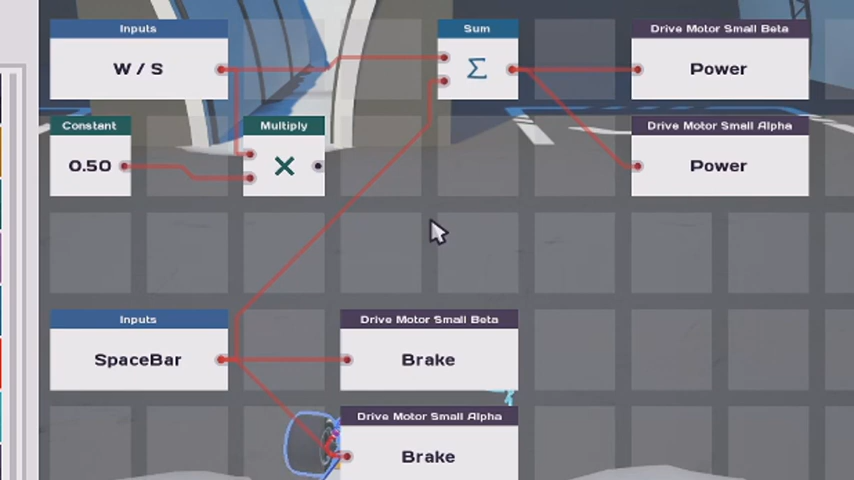 Inputs
Sum
Drive Motor Small Beta
W / S
Σ
Power
Constant
Multiply
Drive Motor Small Alpha
0.50
×
Power
Inputs
Drive Motor Small Beta
SpaceBar
Brake
Drive Motor Small Alpha
Brake